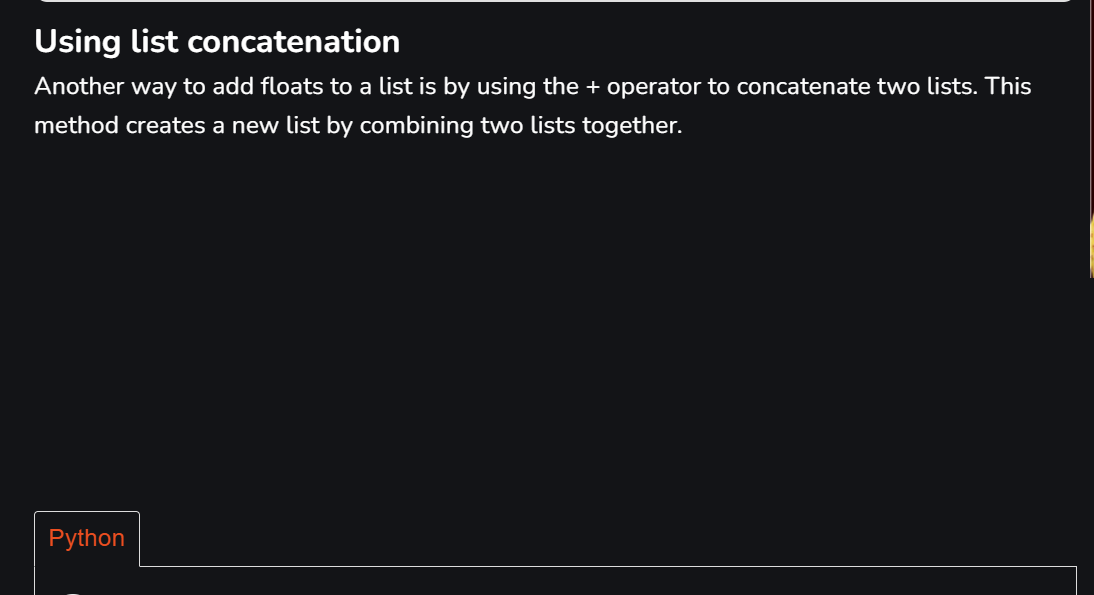 Using list concatenation
Another way to add floats to a list is by using the + operator to concatenate two lists. This
method creates a new list by combining two lists together.
Python